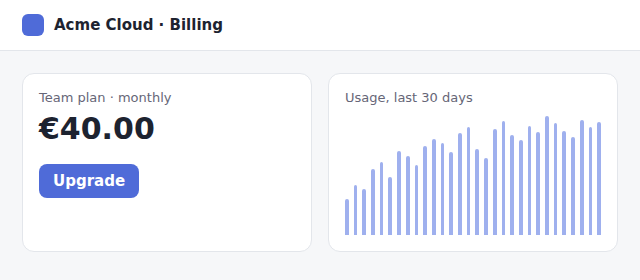 Acme Cloud · Billing
Team plan · monthly
€40.00
Upgrade
Usage, last 30 days